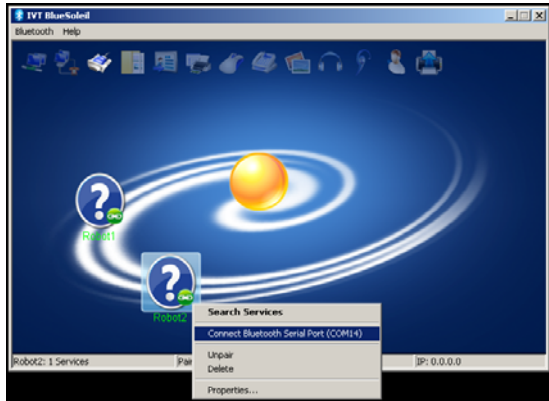 IVT BlueSoleil
Bluetooth Help
Robot1
Robot2
Search Services
Connect Bluetooth Serial Port (COM14)
Unpair
Delete
Properties...
Robot2: 1 Services
IP: 0.0.0.0